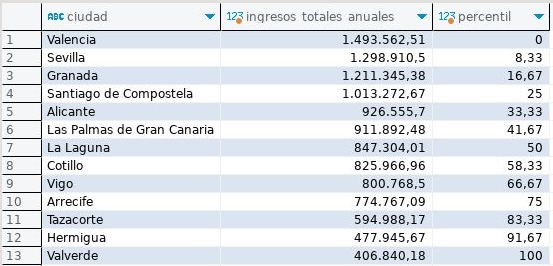 ABC ciudad 123 ingresos totales anuales 123 percentil
1 Valencia 1.493.562,51 0
2 Sevilla 1.298.910,5 8,33
3 Granada 1.211.345,38 16,67
4 Santiago de Compostela 1.013.272,67 25
5 Alicante 926.555,7 33,33
6 Las Palmas de Gran Canaria 911.892,48 41,67
7 La Laguna 847.304,01 50
8 Cotillo 825.966,96 58,33
9 Vigo 800.768,5 66,67
10 Arrecife 774.767,09 75
11 Tazacorte 594.988,17 83,33
12 Hermigua 477.945,67 91,67
13 Valverde 406.840,18 100